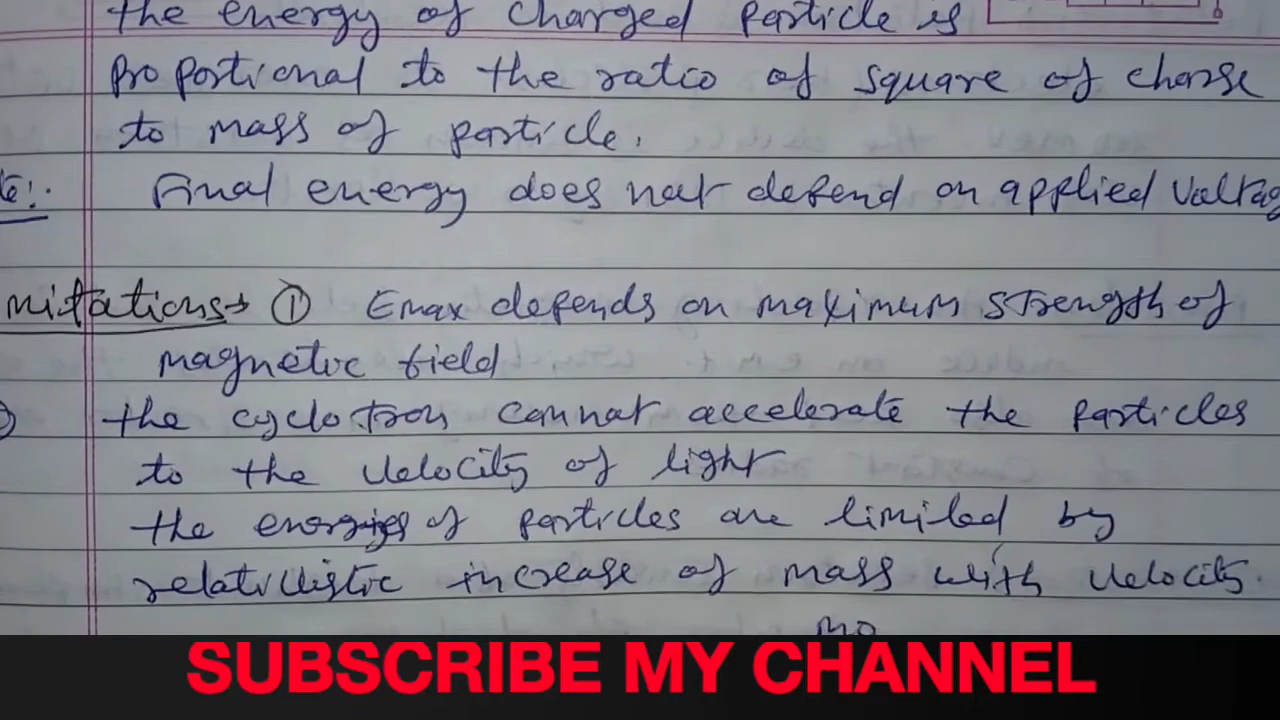 the energy of charged particle is
proportional to the ratio of square of charge
to mass of particle.
te:- Final energy does not depend on applied Voltag
mitations→ ① Emax depends on maximum strength of
magnetic field
the cyclotron cannot accelerate the particles
to the velocity of light
the energies of particles are limited by
relativistic increase of mass with velocity.
mo
SUBSCRIBE MY CHANNEL